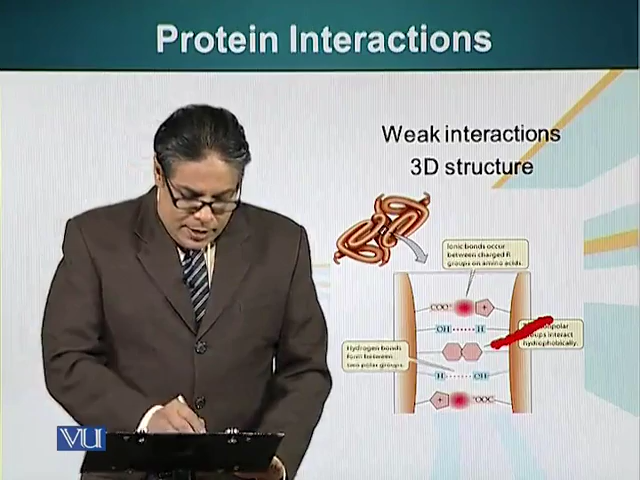 Protein Interactions
Weak interactions
3D structure
Ionic bonds occur
between charged R
groups on amino acids.
COO⁻ +
OH H
groups interact
hydrophobically.
Hydrogen bonds
form between
two polar groups.
H OH
+ ⁻OOC
VU